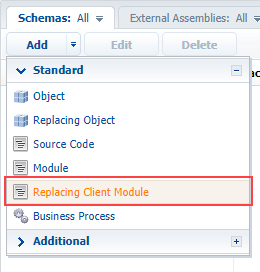 Schemas: All External Assemblies: All
Add Edit Delete
Standard
Object
Replacing Object
Source Code
Module
Replacing Client Module
Business Process
Additional